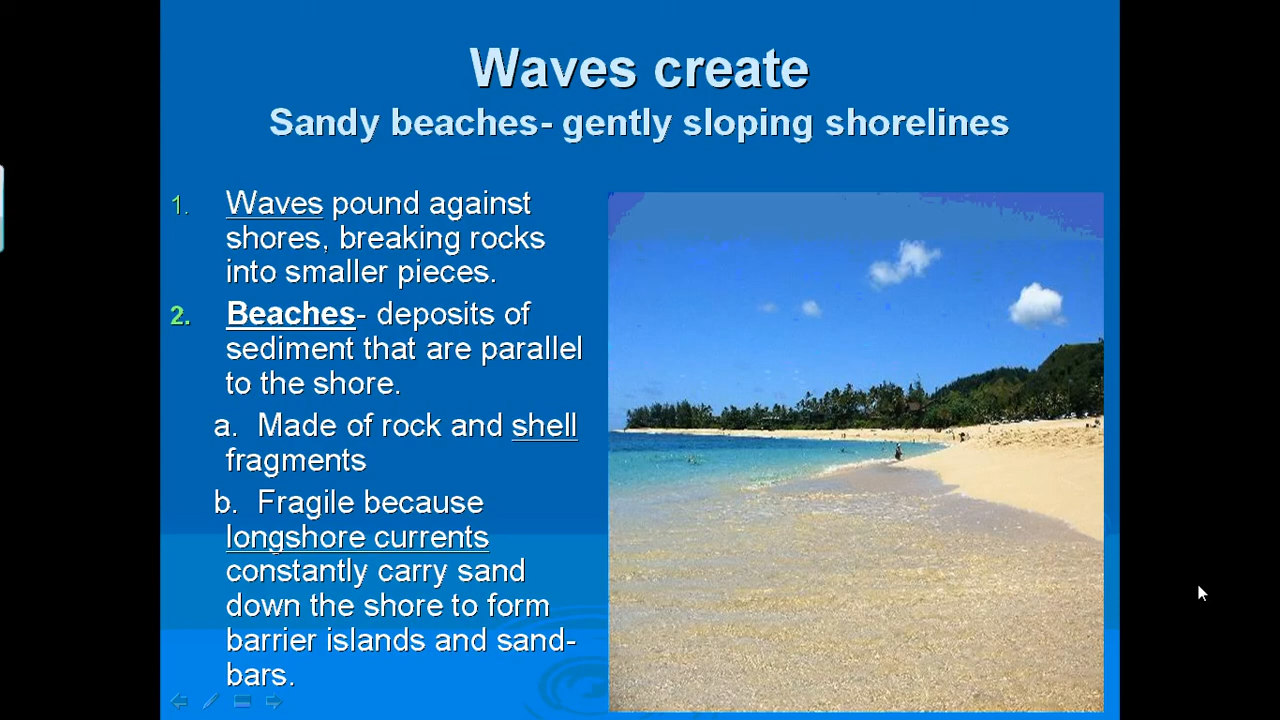 Waves create
Sandy beaches- gently sloping shorelines
1. Waves pound against
shores, breaking rocks
into smaller pieces.
2. Beaches- deposits of
sediment that are parallel
to the shore.
a. Made of rock and shell
fragments
b. Fragile because
longshore currents
constantly carry sand
down the shore to form
barrier islands and sand-
bars.